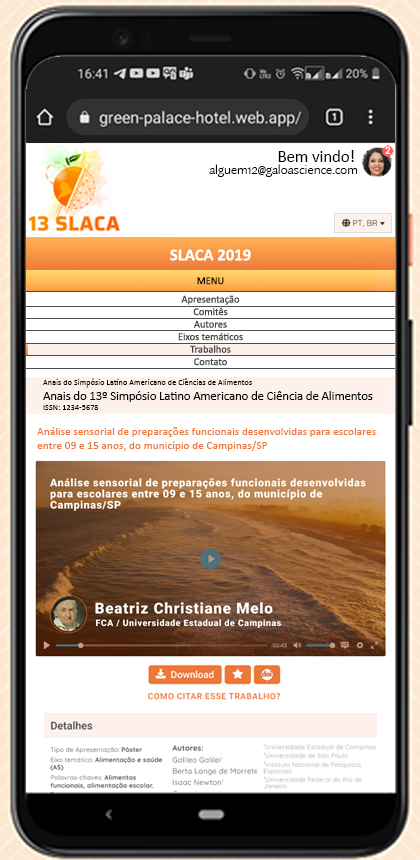 16:41
20%
green-palace-hotel.web.app/
1
Bem vindo!
2
alguem12@galoascience.com
13 SLACA
PT, BR
SLACA 2019
MENU
Apresentação
Comitês
Autores
Eixos temáticos
Trabalhos
Contato
Anais do Simpósio Latino Americano de Ciências de Alimentos
Anais do 13º Simpósio Latino Americano de Ciência de Alimentos
ISSN: 1234-5678
Análise sensorial de preparações funcionais desenvolvidas para escolares
entre 09 e 15 anos, do município de Campinas/SP
Análise sensorial de preparações funcionais desenvolvidas
para escolares entre 09 e 15 anos, do município de
Campinas/SP
Beatriz Christiane Melo
FCA / Universidade Estadual de Campinas
-02:43
Download
COMO CITAR ESSE TRABALHO?
Detalhes
Tipo de Apresentação: Pôster
Eixo temático: Alimentação e saúde
(AS)
Palavras-chaves: Alimentos
funcionais, alimentação escolar.
Autores:
Galileo Galilei¹
Berta Lange de Morrete
Isaac Newton¹
¹Universidade Estadual de Campinas
²Universidade de São Paulo
³Instituto Nacional de Pesquisas
Espaciais
⁴Universidade Federal do Rio de
Janeiro